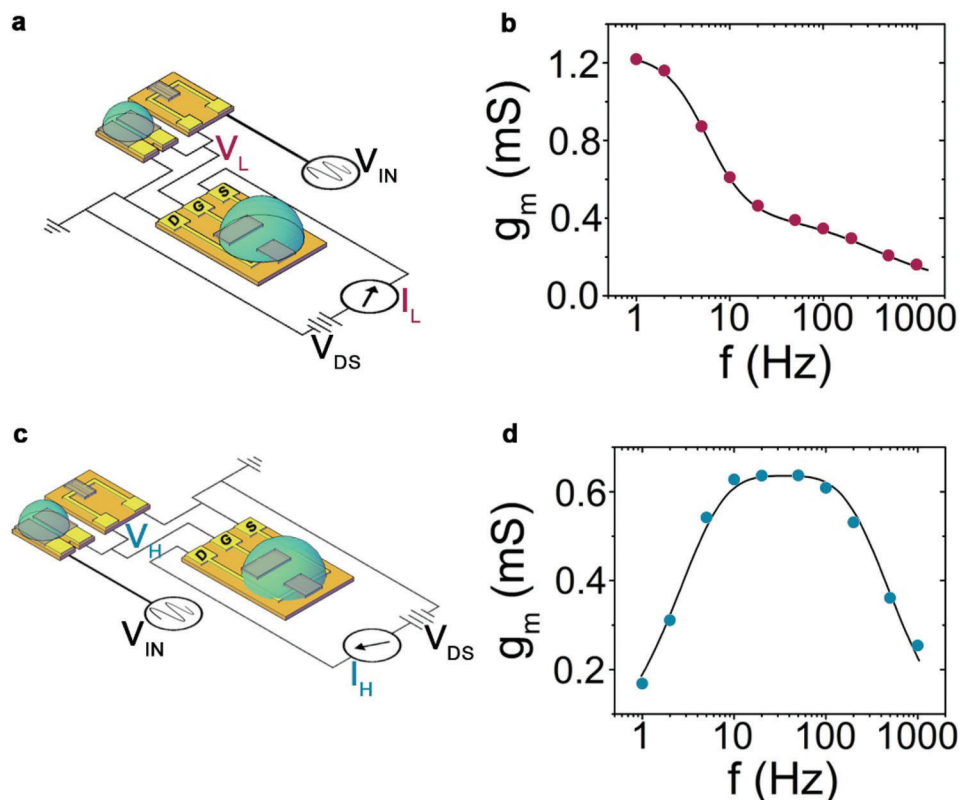 a
V_L
V_IN
D G S
I_L
V_DS
b
g_m (mS)
1.2
0.8
0.4
0.0
1 10 100 1000
f (Hz)
c
V_H
V_IN
D G S
I_H
V_DS
d
g_m (mS)
0.6
0.4
0.2
1 10 100 1000
f (Hz)